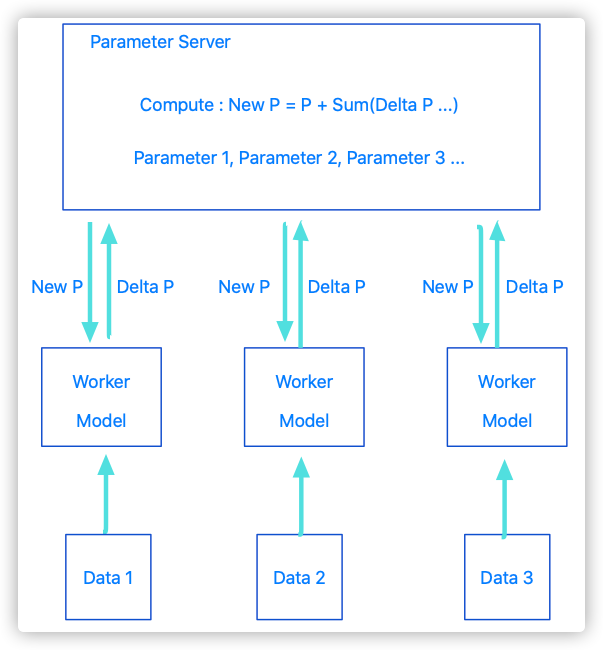 Parameter Server
Compute : New P = P + Sum(Delta P ...)
Parameter 1, Parameter 2, Parameter 3 ...
New P
Delta P
New P
Delta P
New P
Delta P
Worker
Model
Worker
Model
Worker
Model
Data 1
Data 2
Data 3